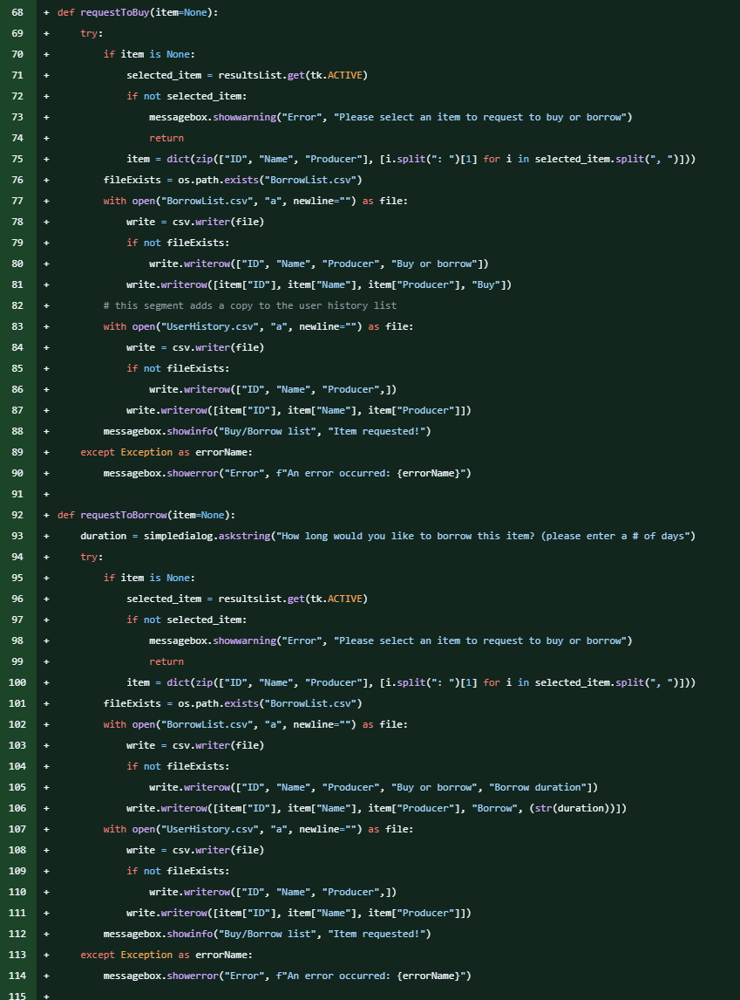 68 + def requestToBuy(item=None):
69 +     try:
70 +         if item is None:
71 +             selected_item = resultsList.get(tk.ACTIVE)
72 +             if not selected_item:
73 +                 messagebox.showwarning("Error", "Please select an item to request to buy or borrow")
74 +                 return
75 +             item = dict(zip(["ID", "Name", "Producer"], [i.split(": ")[1] for i in selected_item.split(", ")]))
76 +         fileExists = os.path.exists("BorrowList.csv")
77 +         with open("BorrowList.csv", "a", newline="") as file:
78 +             write = csv.writer(file)
79 +             if not fileExists:
80 +                 write.writerow(["ID", "Name", "Producer", "Buy or borrow"])
81 +             write.writerow([item["ID"], item["Name"], item["Producer"], "Buy"])
82 +         # this segment adds a copy to the user history list
83 +         with open("UserHistory.csv", "a", newline="") as file:
84 +             write = csv.writer(file)
85 +             if not fileExists:
86 +                 write.writerow(["ID", "Name", "Producer",])
87 +             write.writerow([item["ID"], item["Name"], item["Producer"]])
88 +         messagebox.showinfo("Buy/Borrow list", "Item requested!")
89 +     except Exception as errorName:
90 +         messagebox.showerror("Error", f"An error occurred: {errorName}")
91 +
92 + def requestToBorrow(item=None):
93 +     duration = simpledialog.askstring("How long would you like to borrow this item? (please enter a # of days")
94 +     try:
95 +         if item is None:
96 +             selected_item = resultsList.get(tk.ACTIVE)
97 +             if not selected_item:
98 +                 messagebox.showwarning("Error", "Please select an item to request to buy or borrow")
99 +                 return
100 +             item = dict(zip(["ID", "Name", "Producer"], [i.split(": ")[1] for i in selected_item.split(", ")]))
101 +         fileExists = os.path.exists("BorrowList.csv")
102 +         with open("BorrowList.csv", "a", newline="") as file:
103 +             write = csv.writer(file)
104 +             if not fileExists:
105 +                 write.writerow(["ID", "Name", "Producer", "Buy or borrow", "Borrow duration"])
106 +             write.writerow([item["ID"], item["Name"], item["Producer"], "Borrow", (str(duration))])
107 +         with open("UserHistory.csv", "a", newline="") as file:
108 +             write = csv.writer(file)
109 +             if not fileExists:
110 +                 write.writerow(["ID", "Name", "Producer",])
111 +             write.writerow([item["ID"], item["Name"], item["Producer"]])
112 +         messagebox.showinfo("Buy/Borrow list", "Item requested!")
113 +     except Exception as errorName:
114 +         messagebox.showerror("Error", f"An error occurred: {errorName}")
115 +